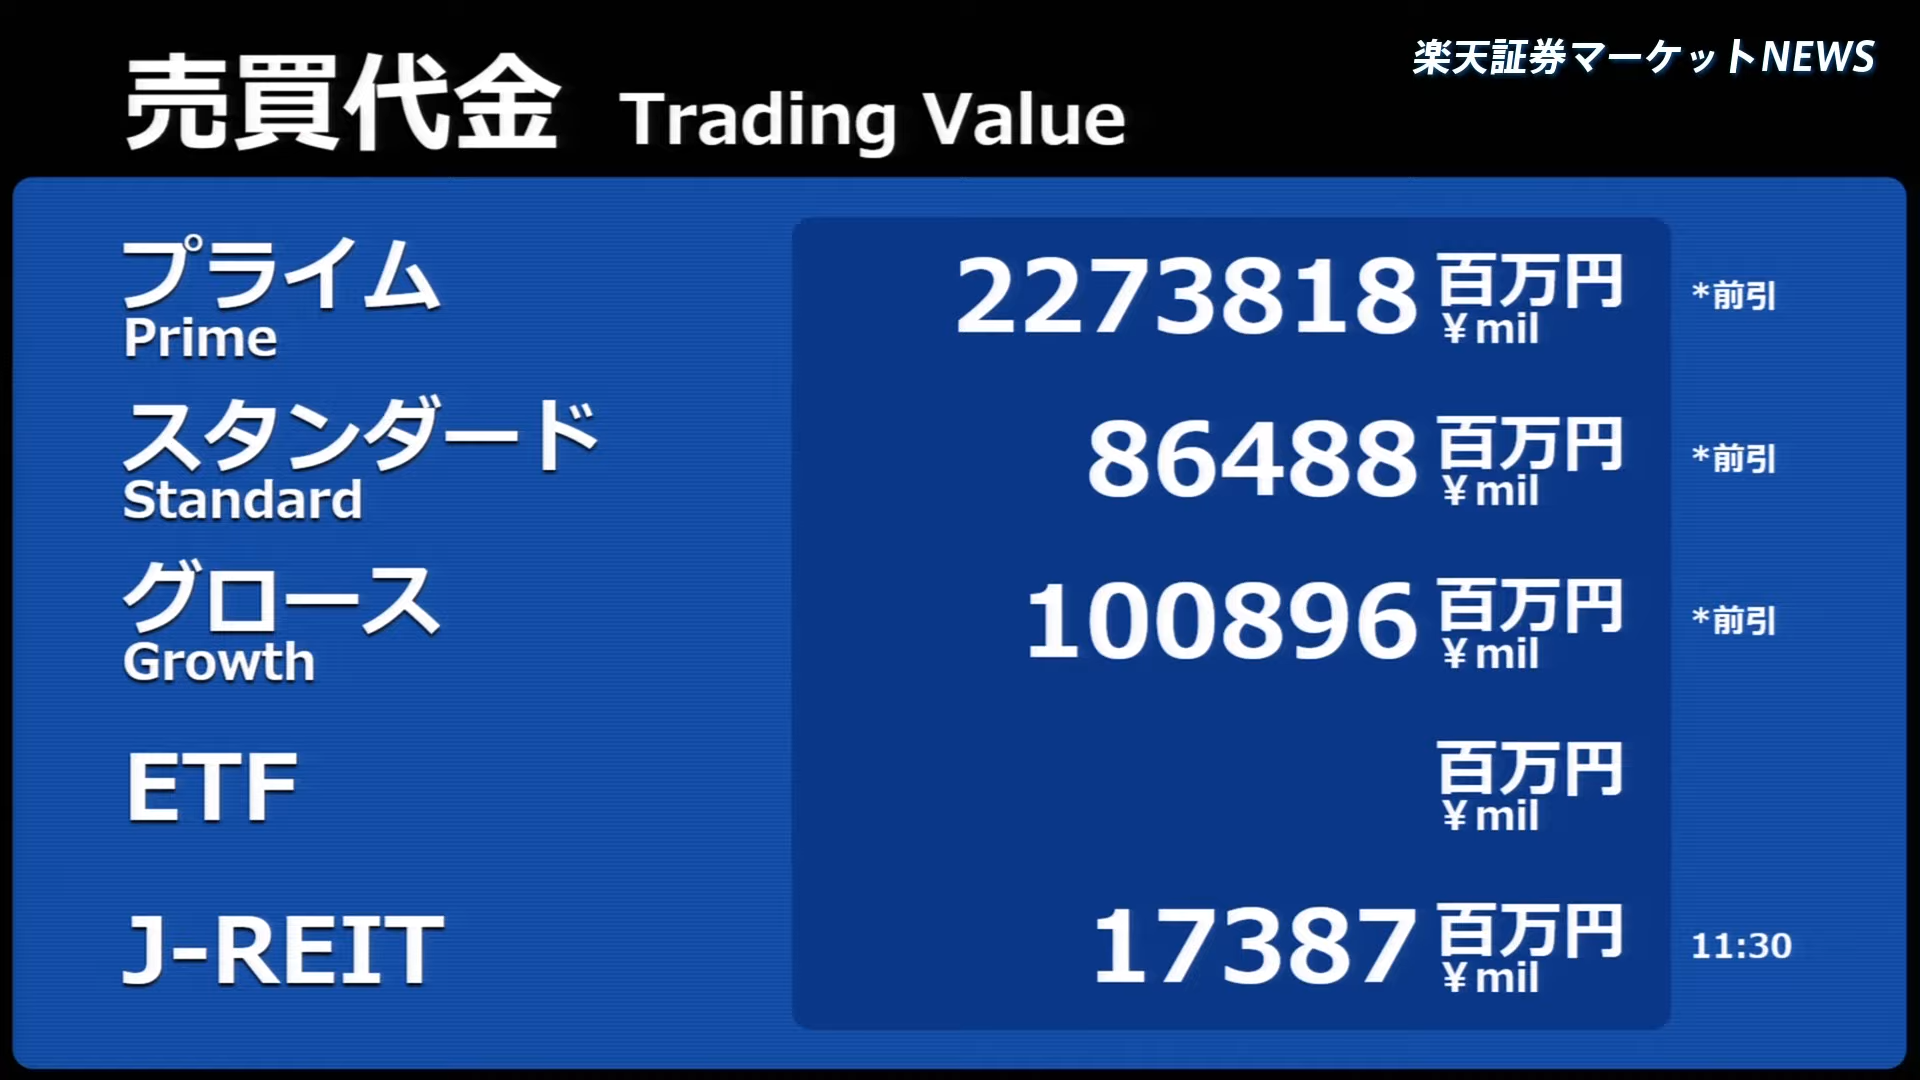 売買代金 Trading Value
楽天証券マーケットNEWS
プライム 2273818 百万円 *前引
Prime ¥mil
スタンダード 86488 百万円 *前引
Standard ¥mil
グロース 100896 百万円 *前引
Growth ¥mil
ETF 百万円
¥mil
J-REIT 17387 百万円 11:30
¥mil